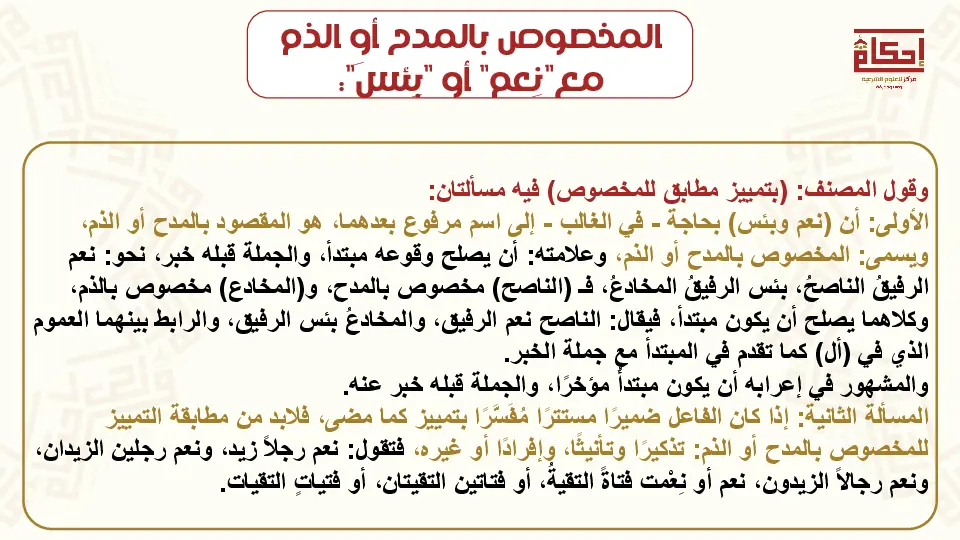 المخصوص بالمدح أو الذم
مع"نِعم" أو "بِئسَ":
إحكام
مركز للعلوم الشرعية
وقول المصنف: (بتمييز مطابق للمخصوص) فيه مسألتان:
الأولى: أن (نعم وبئس) بحاجة - في الغالب - إلى اسم مرفوع بعدهما، هو المقصود بالمدح أو الذم،
ويسمى: المخصوص بالمدح أو الذم، وعلامته: أن يصلح وقوعه مبتدأ، والجملة قبله خبر، نحو: نعم
الرفيقُ الناصحُ، بئس الرفيقُ المخادعُ، فـ (الناصح) مخصوص بالمدح، و(المخادع) مخصوص بالذم،
وكلاهما يصلح أن يكون مبتدأ، فيقال: الناصح نعم الرفيق، والمخادعُ بئس الرفيق، والرابط بينهما العموم
الذي في (أل) كما تقدم في المبتدأ مع جملة الخبر.
والمشهور في إعرابه أن يكون مبتدأً مؤخرًا، والجملة قبله خبر عنه.
المسألة الثانية: إذا كان الفاعل ضميرًا مستترًا مُفَسَّرًا بتمييز كما مضى، فلابد من مطابقة التمييز
للمخصوص بالمدح أو الذم: تذكيرًا وتأنيثًا، وإفرادًا أو غيره، فتقول: نعم رجلاً زيد، ونعم رجلين الزيدان،
ونعم رجالاً الزيدون، نعم أو نِعْمت فتاةً التقيةُ، أو فتاتين التقيتان، أو فتياتٍ التقيات.